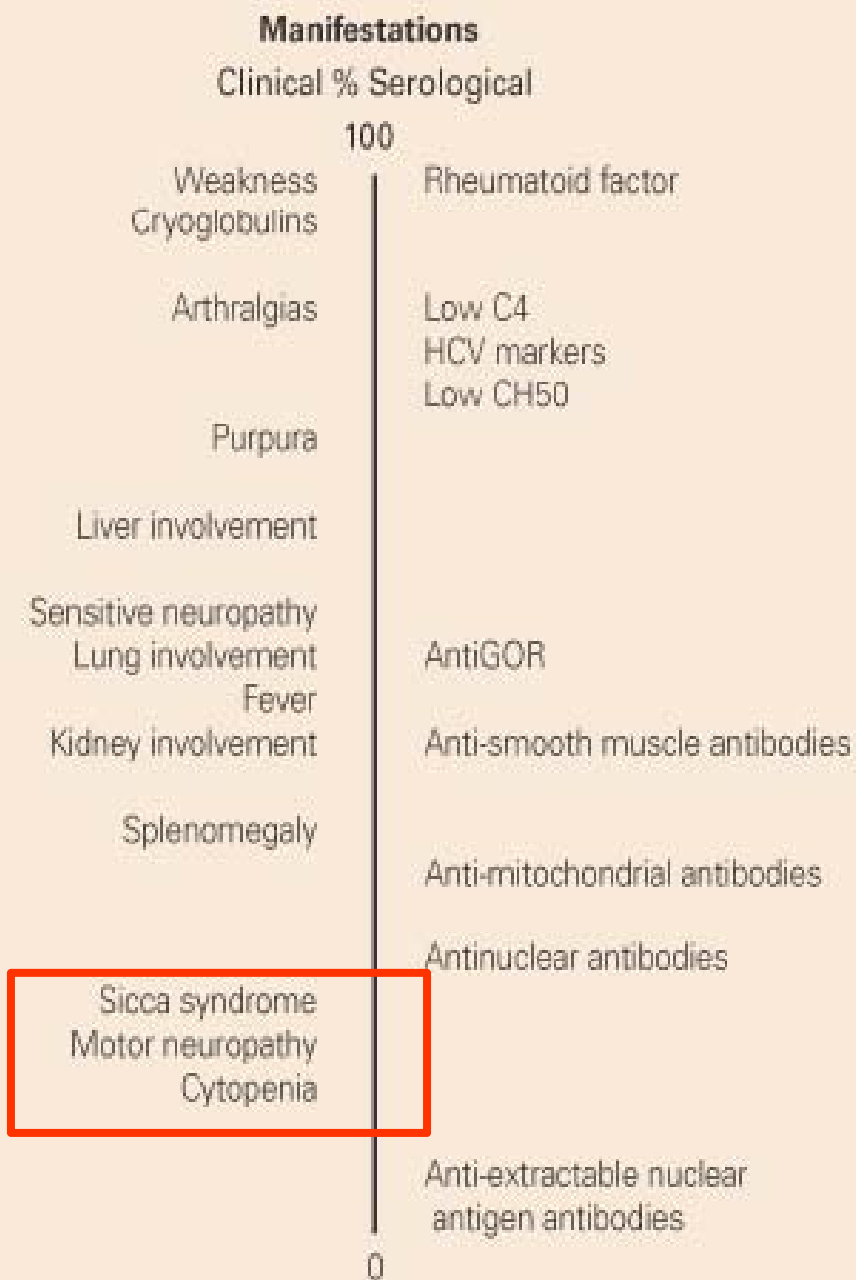 Manifestations
Clinical % Serological
100
Weakness Rheumatoid factor
Cryoglobulins
Arthralgias Low C4
HCV markers
Low CH50
Purpura
Liver involvement
Sensitive neuropathy
Lung involvement AntiGOR
Fever
Kidney involvement Anti-smooth muscle antibodies
Splenomegaly
Anti-mitochondrial antibodies
Antinuclear antibodies
Sicca syndrome
Motor neuropathy
Cytopenia
Anti-extractable nuclear
antigen antibodies
0